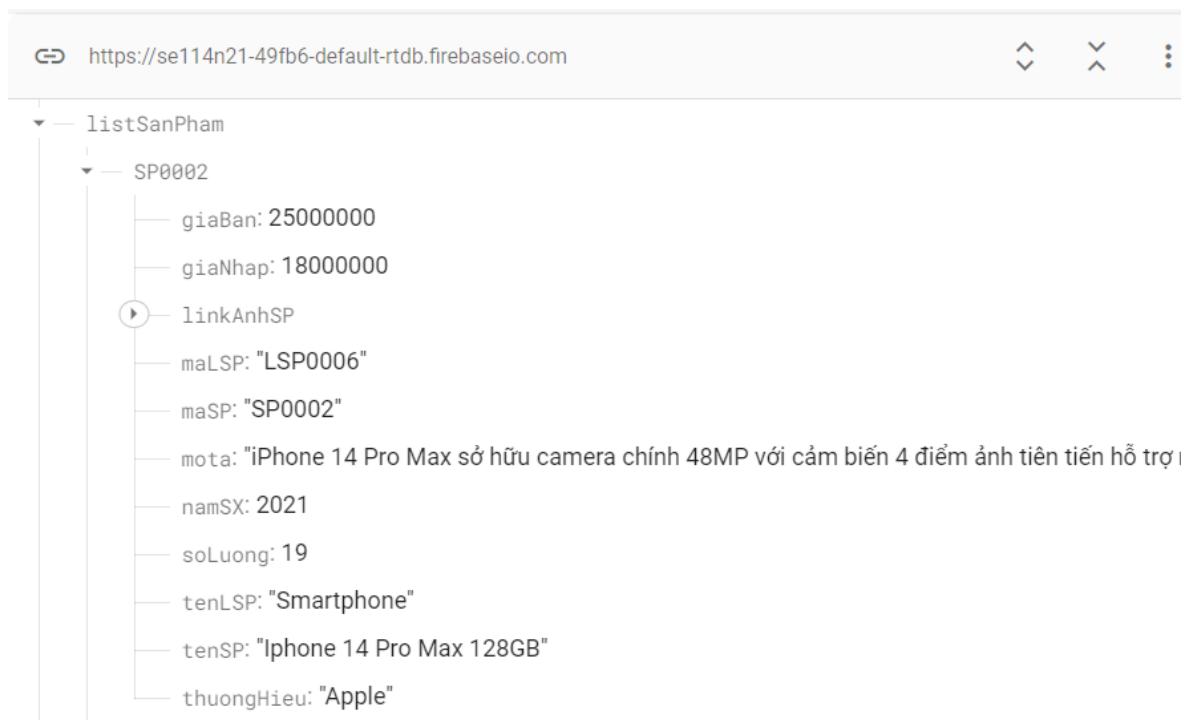 https://se114n21-49fb6-default-rtdb.firebaseio.com
listSanPham
SP0002
giaBan: 25000000
giaNhap: 18000000
linkAnhSP
maLSP: "LSP0006"
maSP: "SP0002"
mota: "iPhone 14 Pro Max sở hữu camera chính 48MP với cảm biến 4 điểm ảnh tiên tiến hỗ trợ
namSX: 2021
soLuong: 19
tenLSP: "Smartphone"
tenSP: "Iphone 14 Pro Max 128GB"
thuongHieu: "Apple"